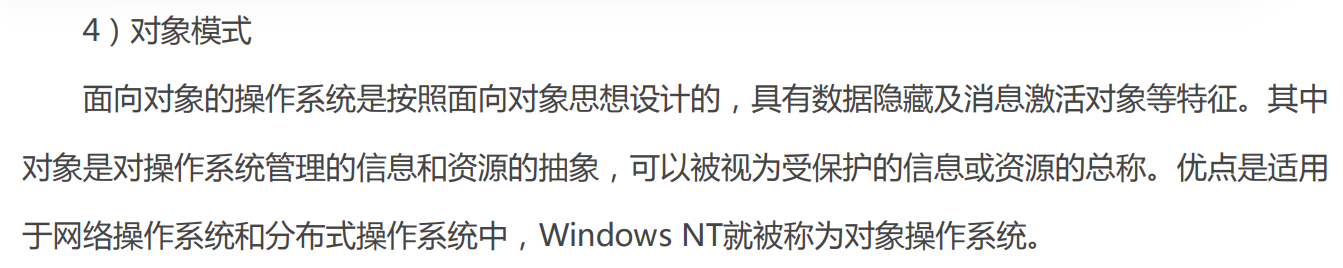 4）对象模式
面向对象的操作系统是按照面向对象思想设计的，具有数据隐藏及消息激活对象等特征。其中
对象是对操作系统管理的信息和资源的抽象，可以被视为受保护的信息或资源的总称。优点是适用
于网络操作系统和分布式操作系统中，Windows NT就被称为对象操作系统。